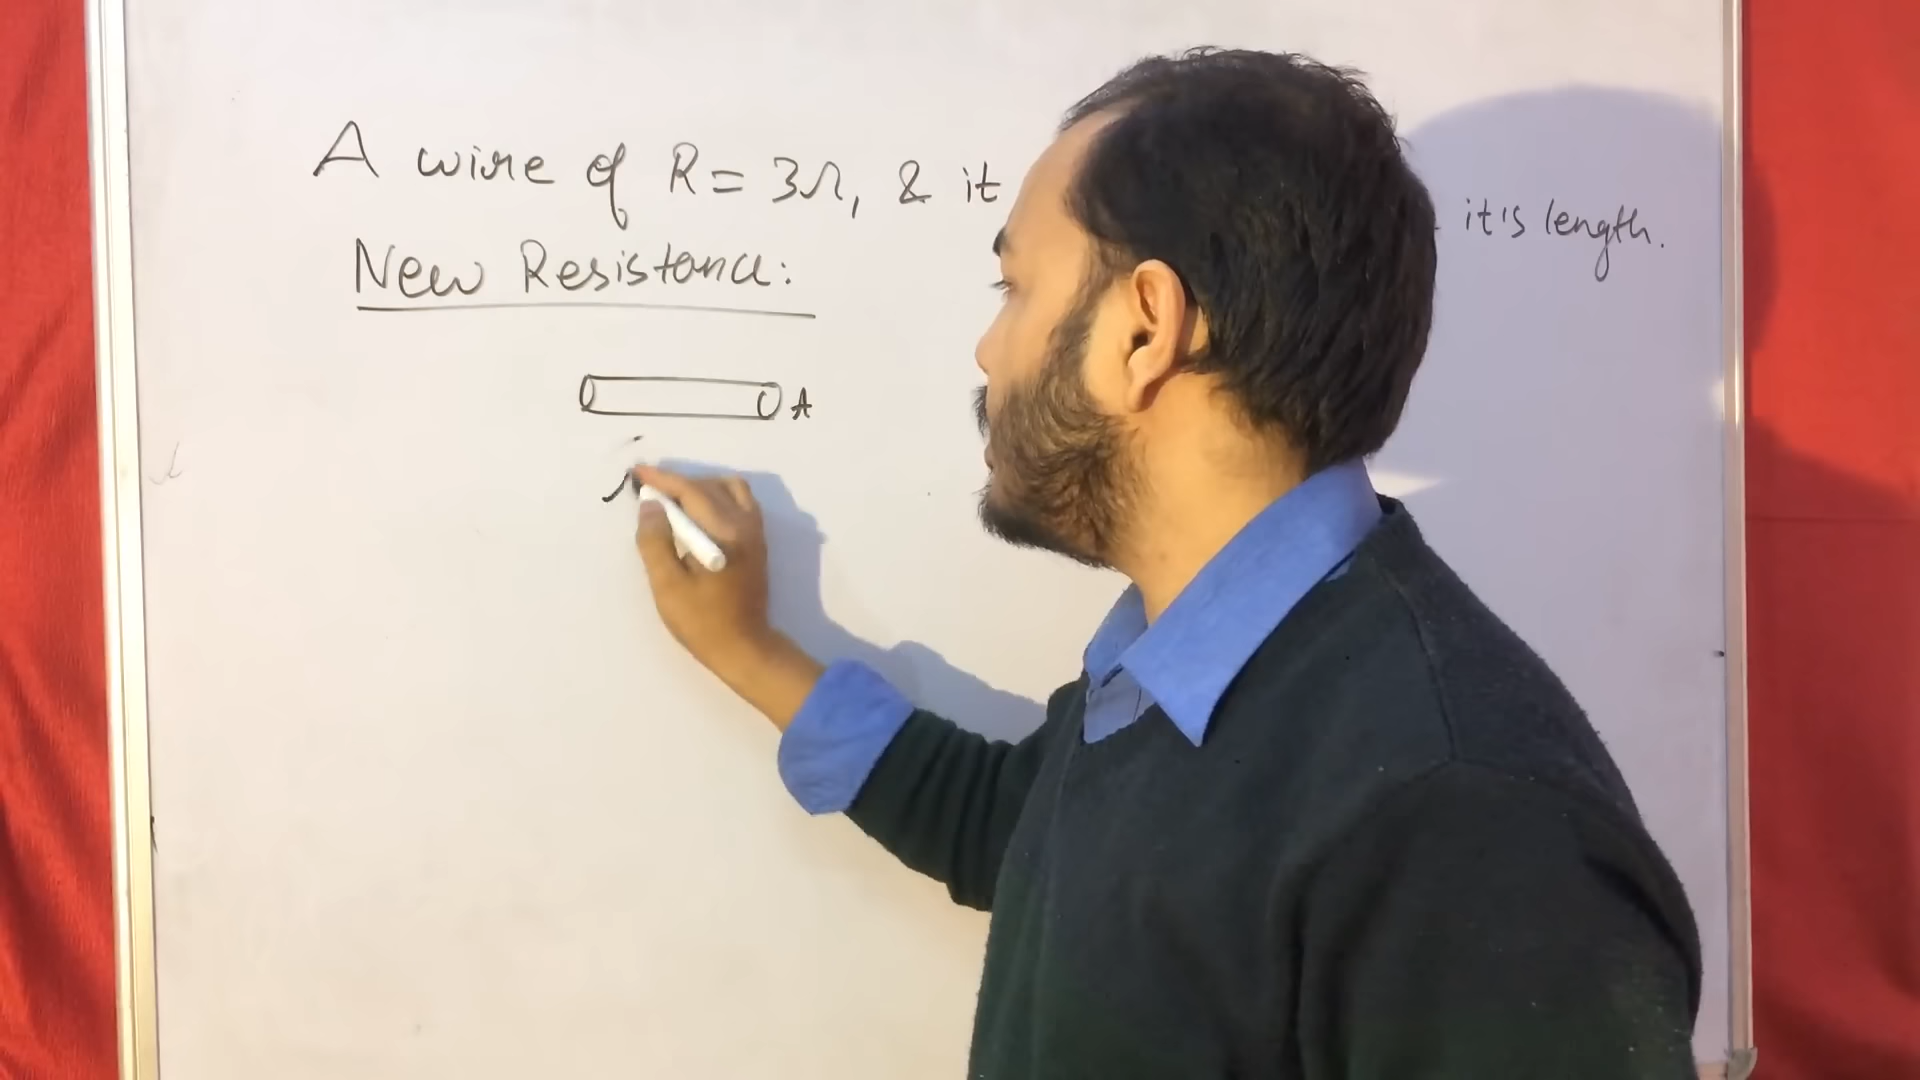 A wire of R = 3Ω, & it it's length.
New Resistance:
A